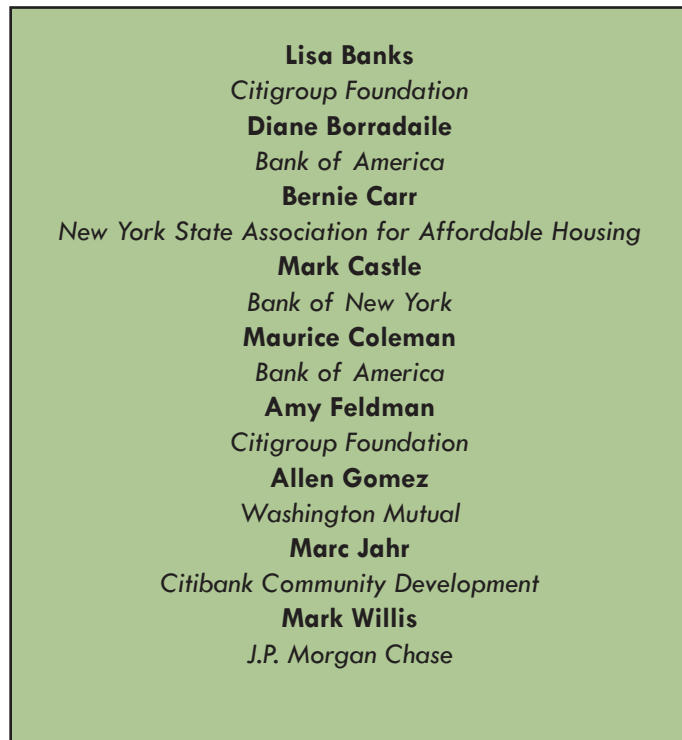 Lisa Banks
Citigroup Foundation
Diane Borradaile
Bank of America
Bernie Carr
New York State Association for Affordable Housing
Mark Castle
Bank of New York
Maurice Coleman
Bank of America
Amy Feldman
Citigroup Foundation
Allen Gomez
Washington Mutual
Marc Jahr
Citibank Community Development
Mark Willis
J.P. Morgan Chase